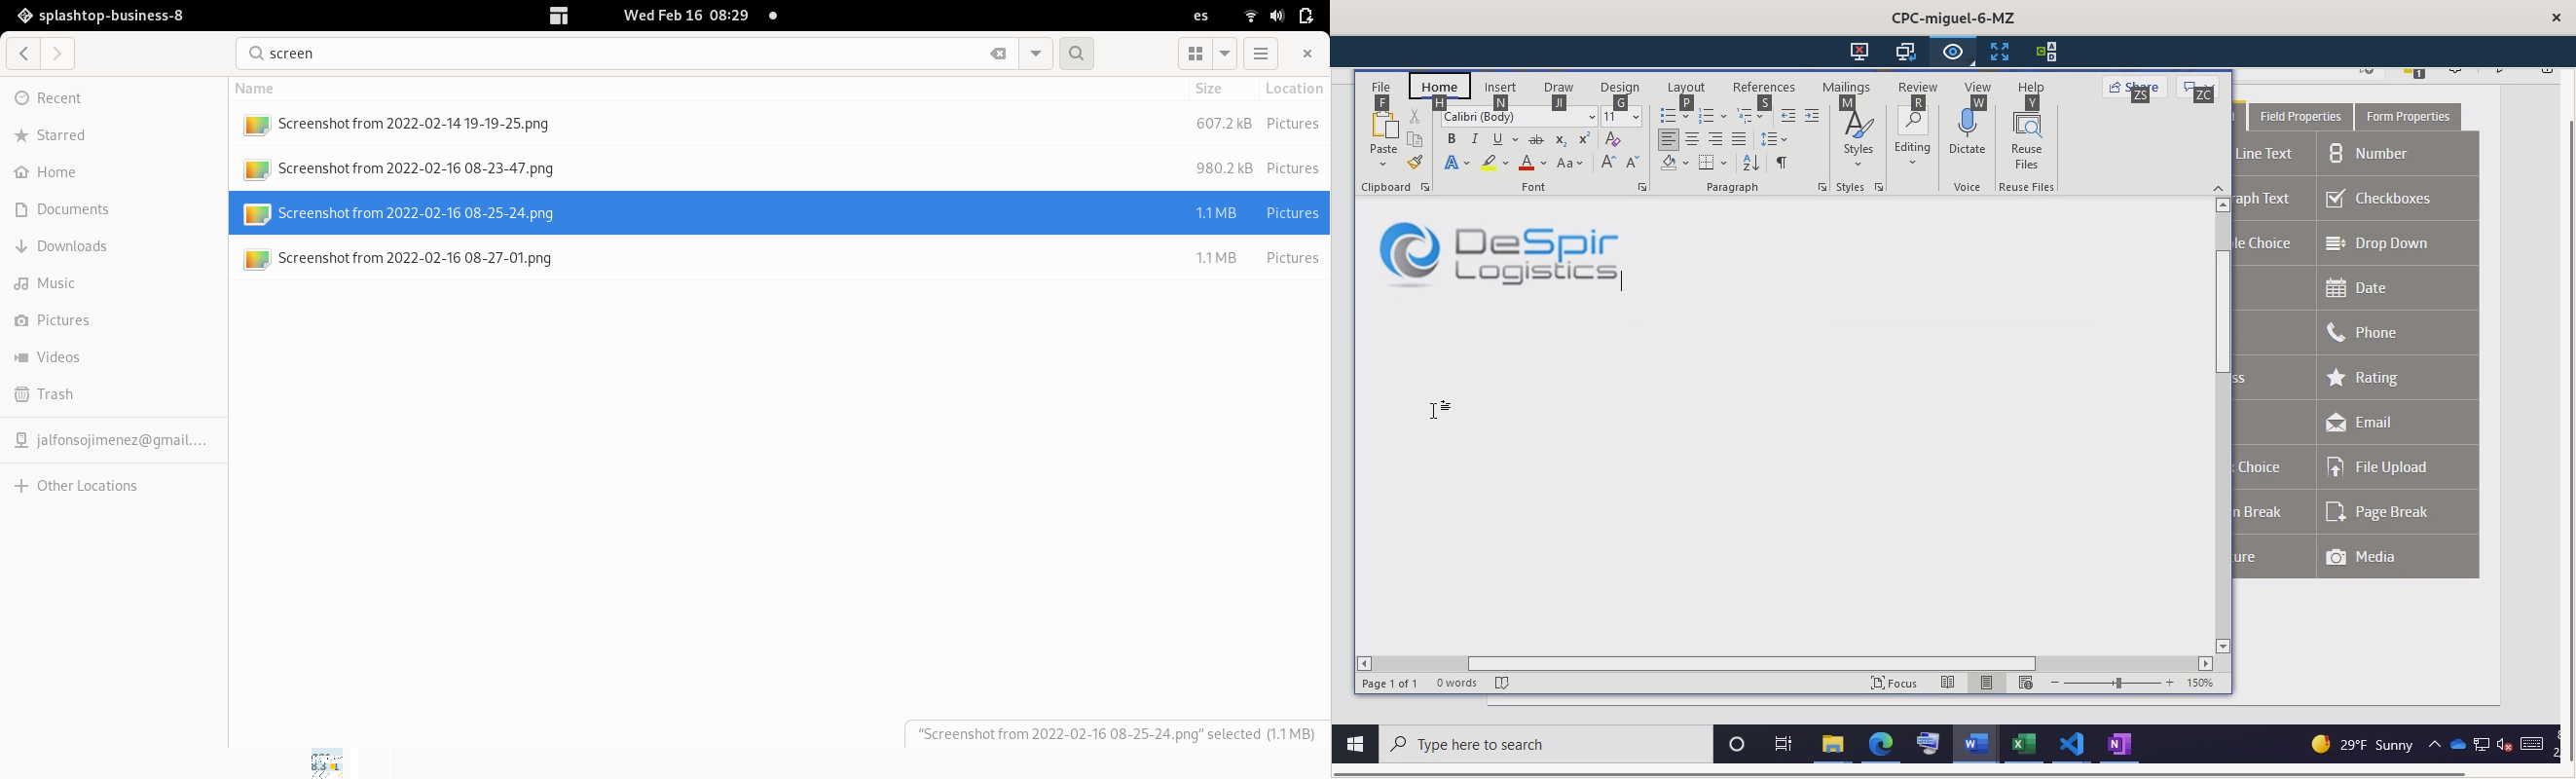 splashtop-business-8
Wed Feb 16 08:29
es
screen
Name Size Location
Screenshot from 2022-02-14 19-19-25.png 607.2 kB Pictures
Screenshot from 2022-02-16 08-23-47.png 980.2 kB Pictures
Screenshot from 2022-02-16 08-25-24.png 1.1 MB Pictures
Screenshot from 2022-02-16 08-27-01.png 1.1 MB Pictures
Recent
Starred
Home
Documents
Downloads
Music
Pictures
Videos
Trash
jalfonsojimenez@gmail.…
Other Locations
“Screenshot from 2022-02-16 08-25-24.png” selected (1.1 MB)
CPC-miguel-6-MZ
File Home Insert Draw Design Layout References Mailings Review View Help Share
F H N JI G P S M R W Y ZS ZC
Calibri (Body) 11
Paste
B I U ab x₂ x²
A A Aa A A
Styles
Editing
Dictate
Reuse Files
Clipboard Font Paragraph Styles Voice Reuse Files
DeSpir
Logistics
Page 1 of 1 0 words Focus 150%
1
Field Properties Form Properties
Line Text Number
raph Text Checkboxes
le Choice Drop Down
Date
Phone
ss Rating
Email
Choice File Upload
n Break Page Break
ure Media
Type here to search
29°F Sunny